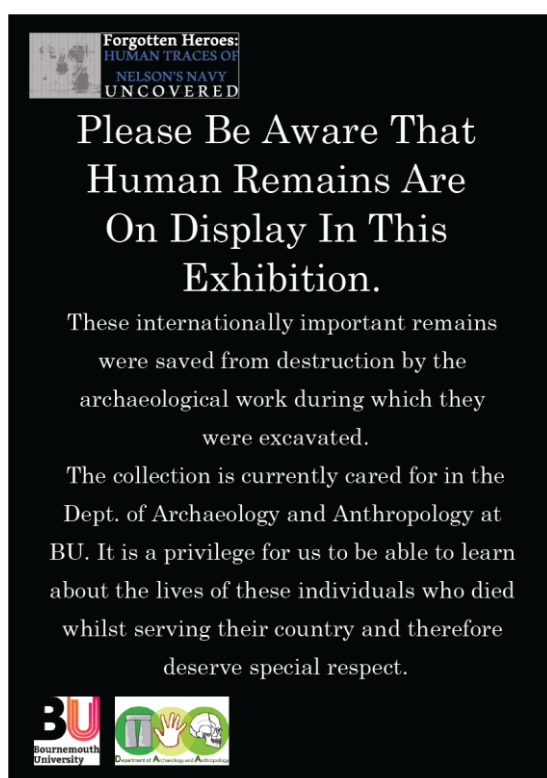 Forgotten Heroes:
HUMAN TRACES OF
NELSON'S NAVY
UNCOVERED
Please Be Aware That
Human Remains Are
On Display In This
Exhibition.
These internationally important remains
were saved from destruction by the
archaeological work during which they
were excavated.
The collection is currently cared for in the
Dept. of Archaeology and Anthropology at
BU. It is a privilege for us to be able to learn
about the lives of these individuals who died
whilst serving their country and therefore
deserve special respect.
BU
Bournemouth
University
Department of Archaeology and Anthropology